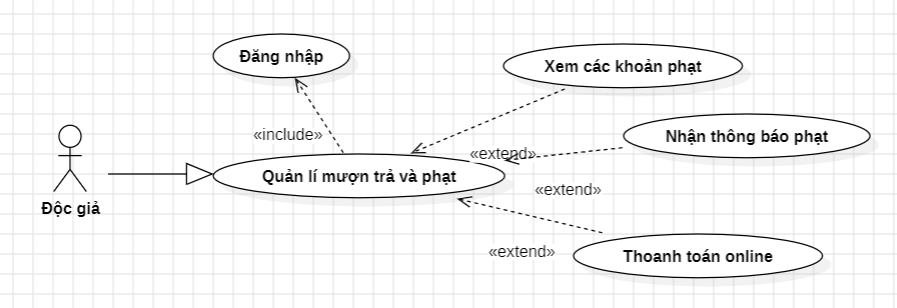 Đăng nhập
Xem các khoản phạt
«include»
Nhận thông báo phạt
«extend»
Quản lí mượn trả và phạt
«extend»
Độc giả
«extend»
Thoanh toán online